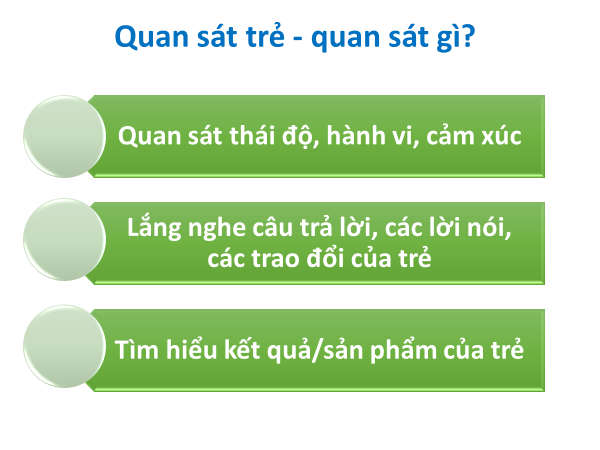 Quan sát trẻ - quan sát gì?
Quan sát thái độ, hành vi, cảm xúc
Lắng nghe câu trả lời, các lời nói,
các trao đổi của trẻ
Tìm hiểu kết quả/sản phẩm của trẻ